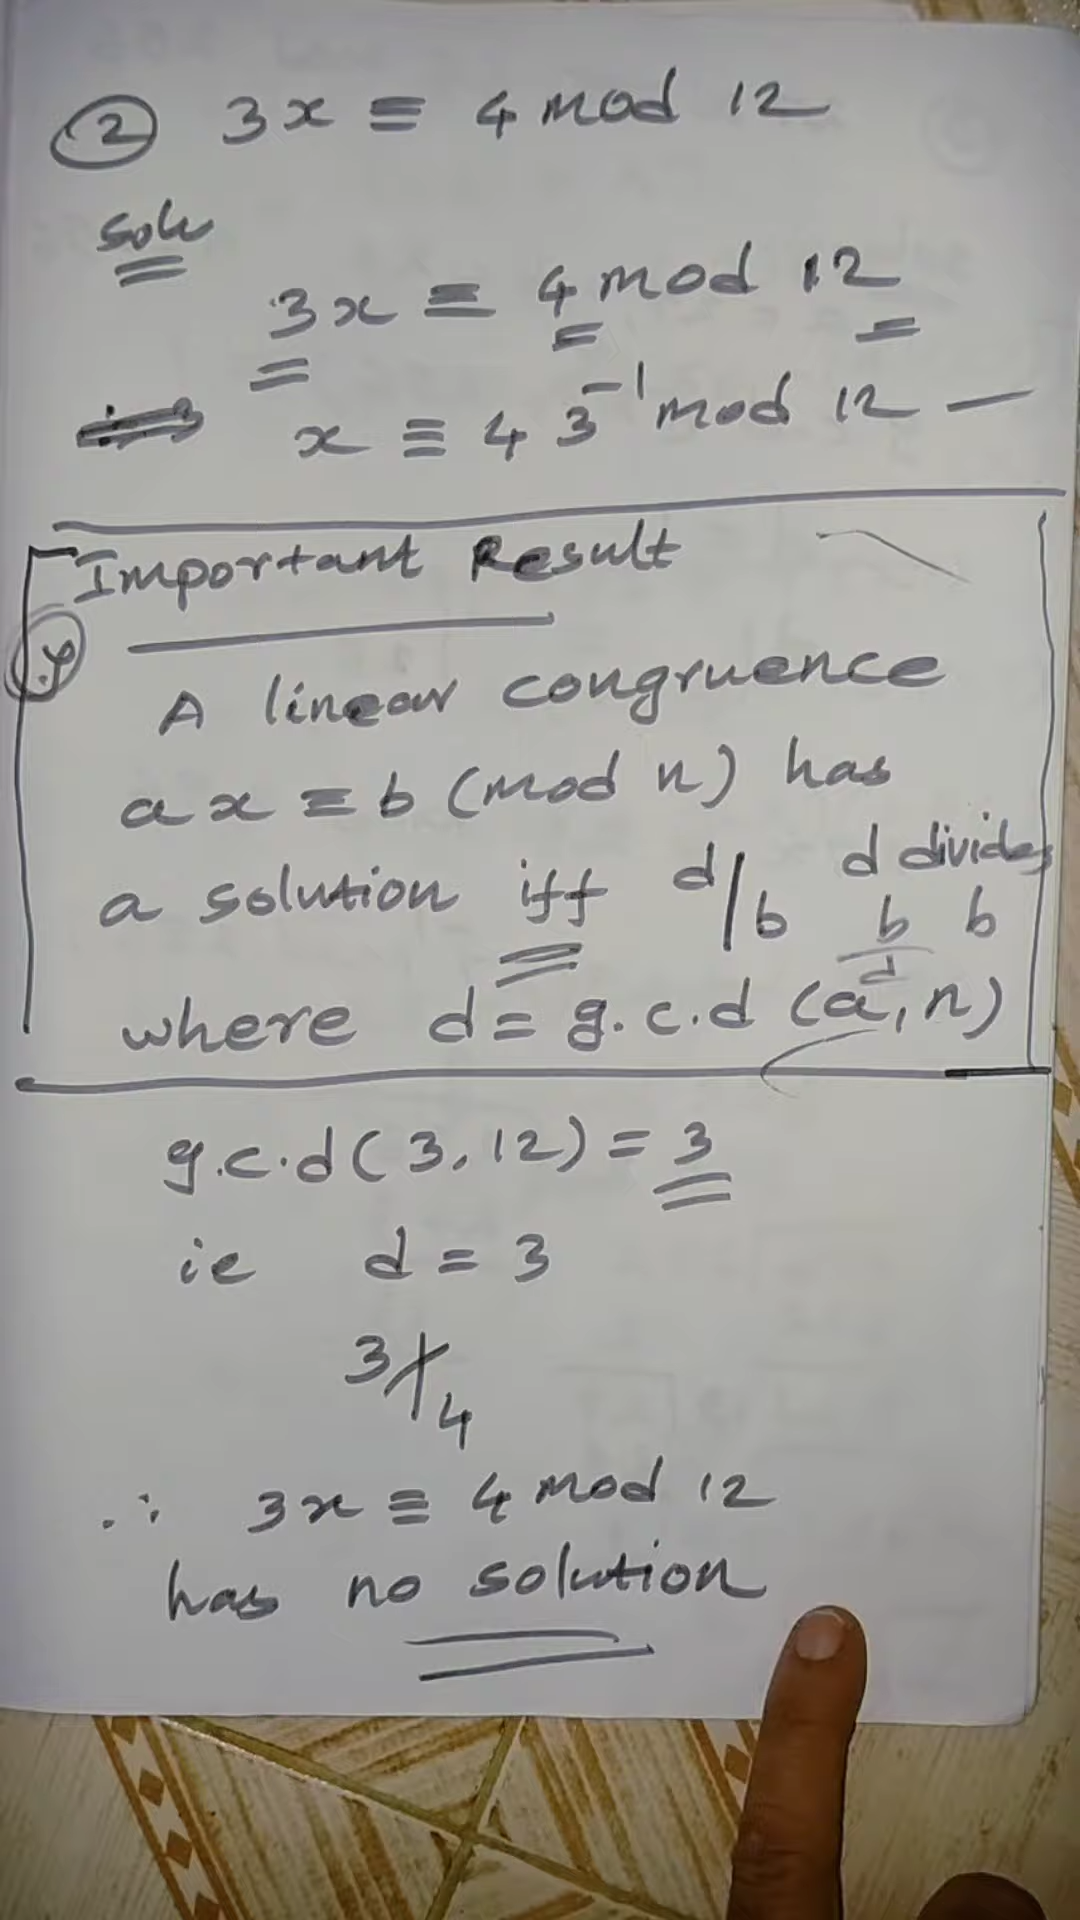 ② 3x ≡ 4 mod 12
Soln
3x ≡ 4 mod 12
x ≡ 4 3⁻¹ mod 12 —
Important Result
A linear congruence
ax ≡ b (mod n) has
a solution iff d/b d divides b
b/d
where d = g.c.d (a, n)
g.c.d (3, 12) = 3
ie d = 3
3∤4
∴ 3x ≡ 4 mod 12
has no solution